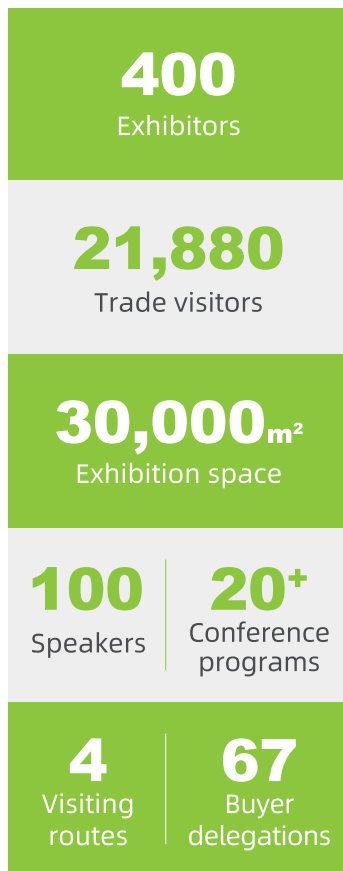 400
Exhibitors
21,880
Trade visitors
30,000m²
Exhibition space
100
Speakers
20+
Conference
programs
4
Visiting
routes
67
Buyer
delegations